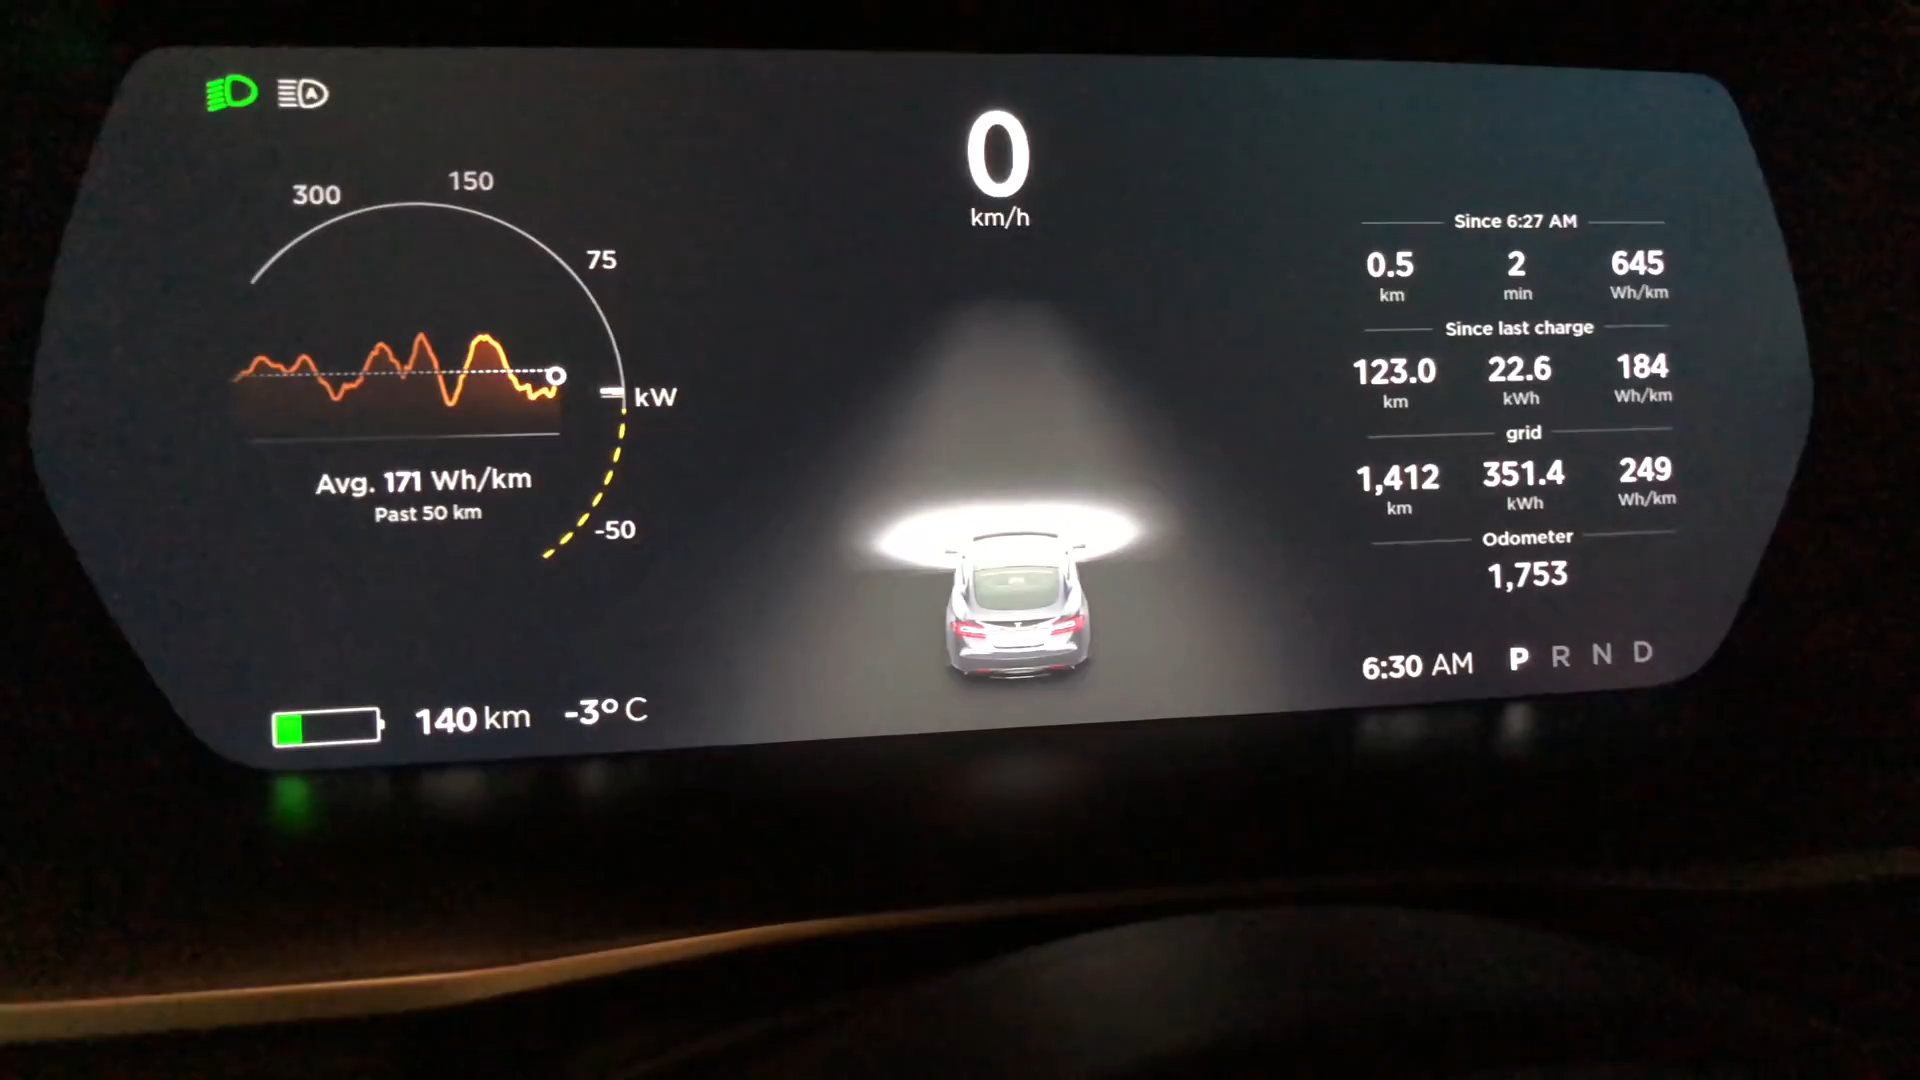 A
0
km/h
300
150
75
kW
-50
Avg. 171 Wh/km
Past 50 km
140 km -3° C
Since 6:27 AM
0.5 2 645
km min Wh/km
Since last charge
123.0 22.6 184
km kWh Wh/km
grid
1,412 351.4 249
km kWh Wh/km
Odometer
1,753
6:30 AM P R N D